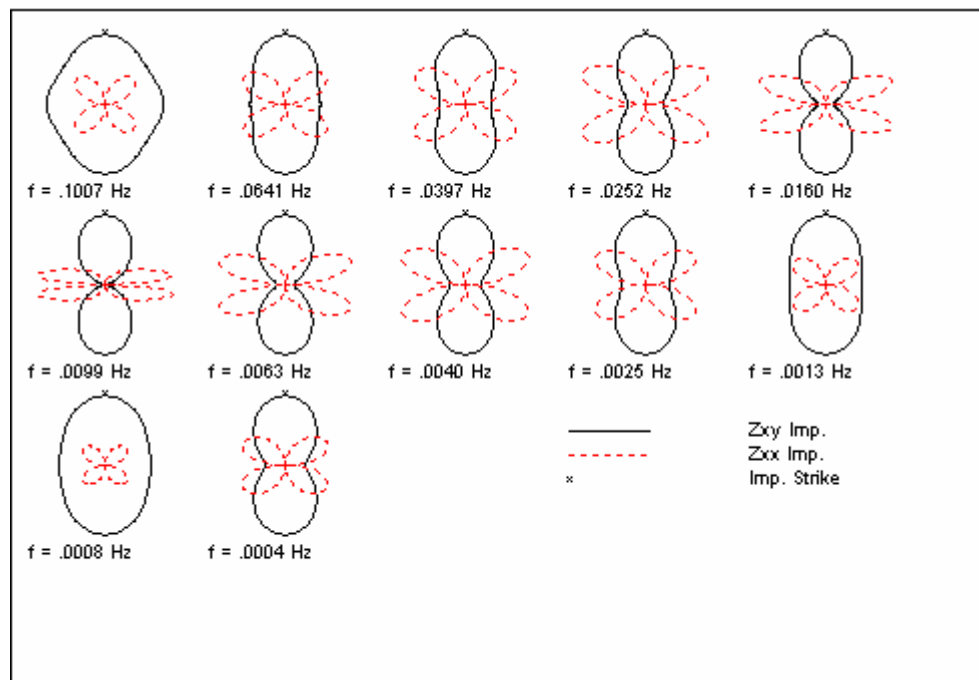 f = .1007 Hz
f = .0641 Hz
f = .0397 Hz
f = .0252 Hz
f = .0160 Hz
f = .0099 Hz
f = .0063 Hz
f = .0040 Hz
f = .0025 Hz
f = .0013 Hz
Zxy Imp.
Zxx Imp.
Imp. Strike
f = .0008 Hz
f = .0004 Hz